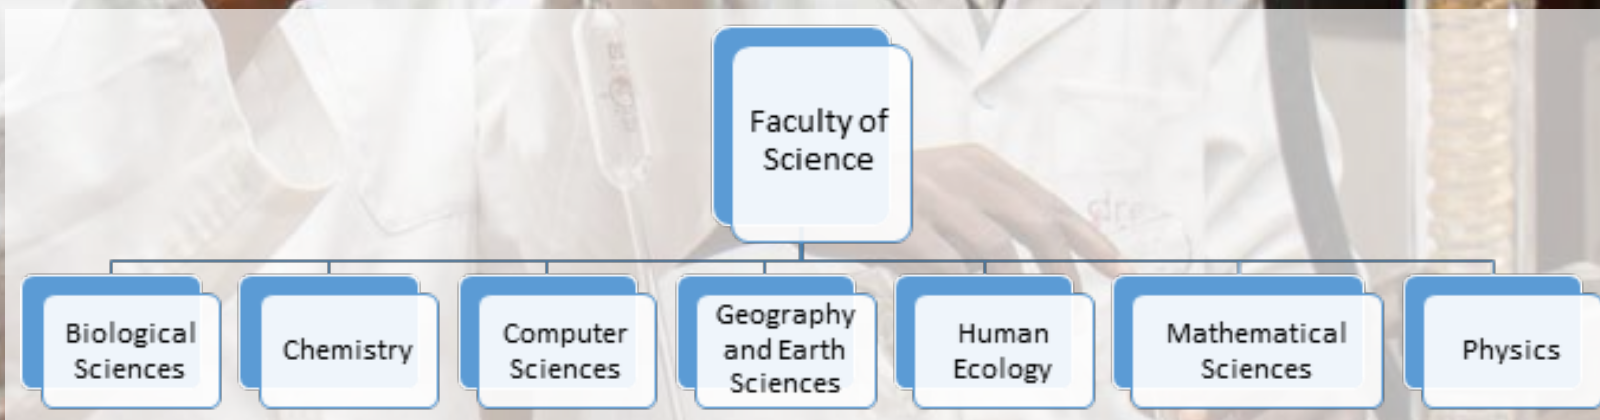 Faculty of
Science
Biological
Sciences
Chemistry
Computer
Sciences
Geography
and Earth
Sciences
Human
Ecology
Mathematical
Sciences
Physics